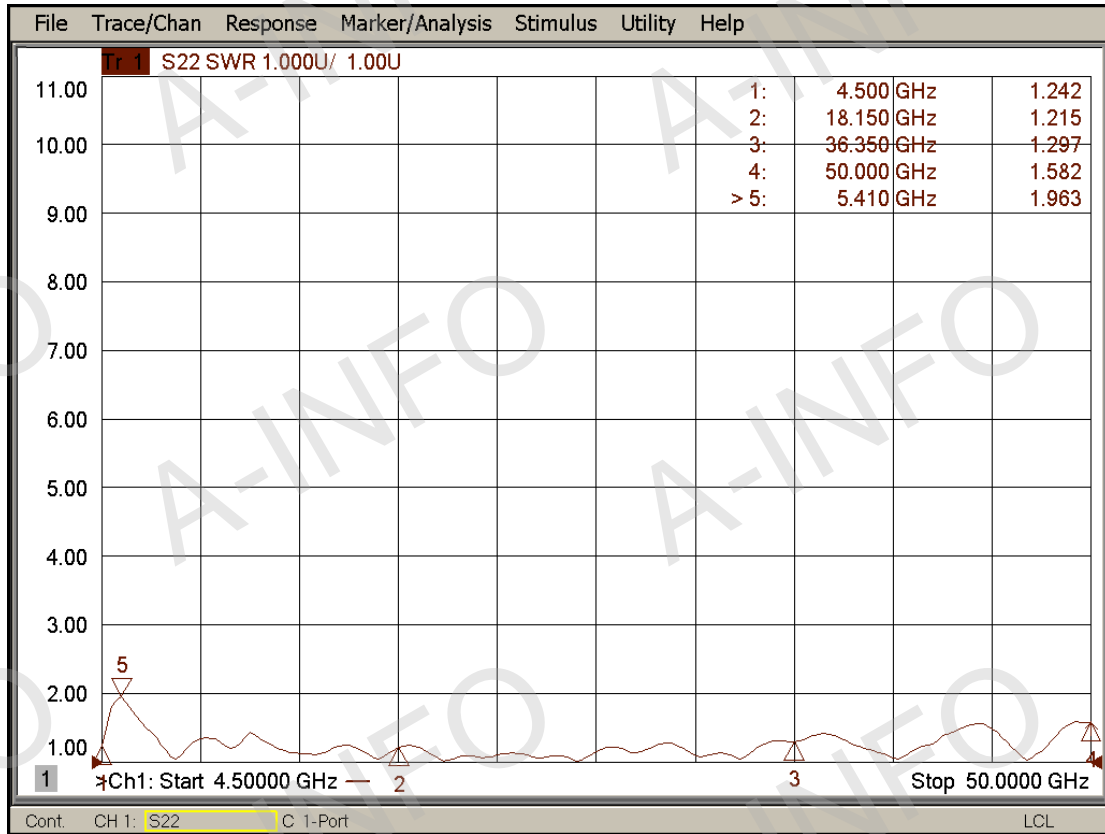 File Trace/Chan Response Marker/Analysis Stimulus Utility Help
Tr 1 S22 SWR 1.000U/ 1.00U
11.00
10.00
9.00
8.00
7.00
6.00
5.00
4.00
3.00
2.00
1.00
1: 4.500 GHz 1.242
2: 18.150 GHz 1.215
3: 36.350 GHz 1.297
4: 50.000 GHz 1.582
> 5: 5.410 GHz 1.963
5
2
3
4
1 >Ch1: Start 4.50000 GHz — Stop 50.0000 GHz
Cont. CH 1: S22 C 1-Port LCL
A-INFO
A-INFO
A-INFO
A-INFO